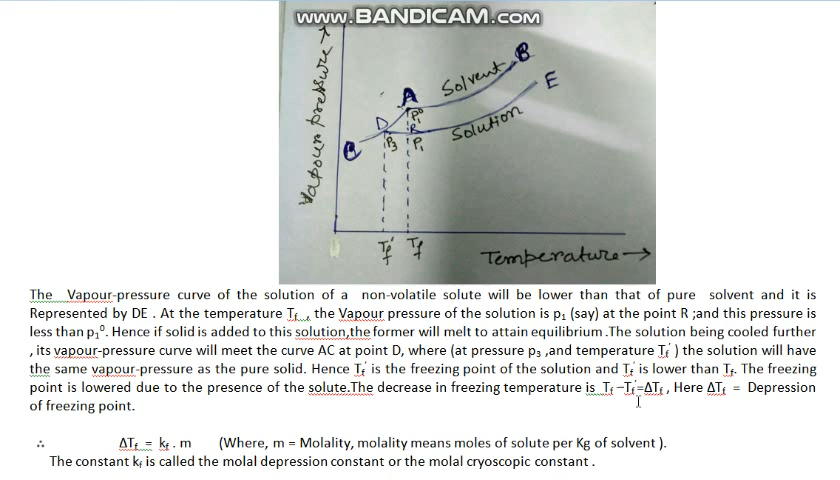 www.BANDICAM.com
Vapour pressure →
Solvent
B
E
A
P₁⁰
D
R
Solution
P₃
P₁
Tf'
Tf
Temperature →
The Vapour-pressure curve of the solution of a non-volatile solute will be lower than that of pure solvent and it is
Represented by DE . At the temperature Tf , the Vapour pressure of the solution is p₁ (say) at the point R ;and this pressure is
less than p₁⁰. Hence if solid is added to this solution,the former will melt to attain equilibrium .The solution being cooled further
, its vapour-pressure curve will meet the curve AC at point D, where (at pressure p₃ ,and temperature Tf' ) the solution will have
the same vapour-pressure as the pure solid. Hence Tf' is the freezing point of the solution and Tf' is lower than Tf. The freezing
point is lowered due to the presence of the solute.The decrease in freezing temperature is Tf –Tf'=ΔTf , Here ΔTf = Depression
of freezing point.
∴ ΔTf = kf . m (Where, m = Molality, molality means moles of solute per Kg of solvent ).
The constant kf is called the molal depression constant or the molal cryoscopic constant .